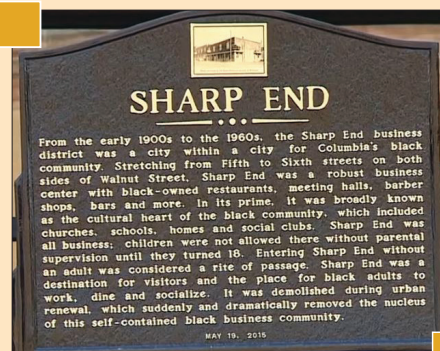 SHARP END
From the early 1900s to the 1960s, the Sharp End business
district was a city within a city for Columbia's black
community. Stretching from Fifth to Sixth streets on both
sides of Walnut Street, Sharp End was a robust business
center with black-owned restaurants, meeting halls, barber
shops, bars and more. In its prime, it was broadly known
as the cultural heart of the black community, which included
churches, schools, homes and social clubs. Sharp End was
all business; children were not allowed there without parental
supervision until they turned 18. Entering Sharp End without
an adult was considered a rite of passage. Sharp End was a
destination for visitors and the place for black adults to
work, dine and socialize. It was demolished during urban
renewal, which suddenly and dramatically removed the nucleus
of this self-contained black business community.
MAY 19, 2015